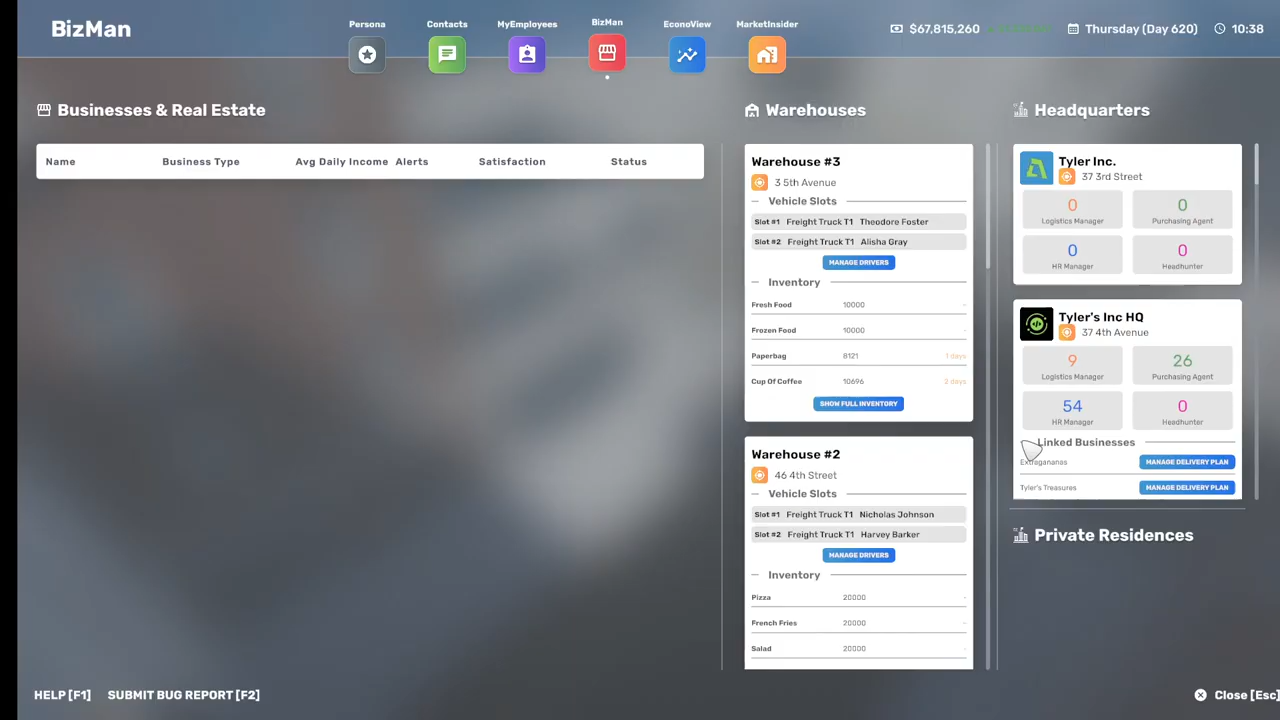 BizMan
Persona
Contacts
MyEmployees
BizMan
EconoView
MarketInsider
$67,815,260
Thursday (Day 620)
10:38
Businesses & Real Estate
Name Business Type Avg Daily Income Alerts Satisfaction Status
Warehouses
Warehouse #3
3 5th Avenue
Vehicle Slots
Slot #1 Freight Truck T1 Theodore Foster
Slot #2 Freight Truck T1 Alisha Gray
MANAGE DRIVERS
Inventory
Fresh Food 10000 -
Frozen Food 10000 -
Paperbag 8121 1 days
Cup Of Coffee 10696 2 days
SHOW FULL INVENTORY
Warehouse #2
46 4th Street
Vehicle Slots
Slot #1 Freight Truck T1 Nicholas Johnson
Slot #2 Freight Truck T1 Harvey Barker
MANAGE DRIVERS
Inventory
Pizza 20000 -
French Fries 20000 -
Salad 20000 -
Headquarters
Tyler Inc.
37 3rd Street
0 0
Logistics Manager Purchasing Agent
0 0
HR Manager Headhunter
Tyler's Inc HQ
37 4th Avenue
9 26
Logistics Manager Purchasing Agent
54 0
HR Manager Headhunter
Linked Businesses
Extragananas MANAGE DELIVERY PLAN
Tyler's Treasures MANAGE DELIVERY PLAN
Private Residences
HELP [F1] SUBMIT BUG REPORT [F2]
Close [Esc]